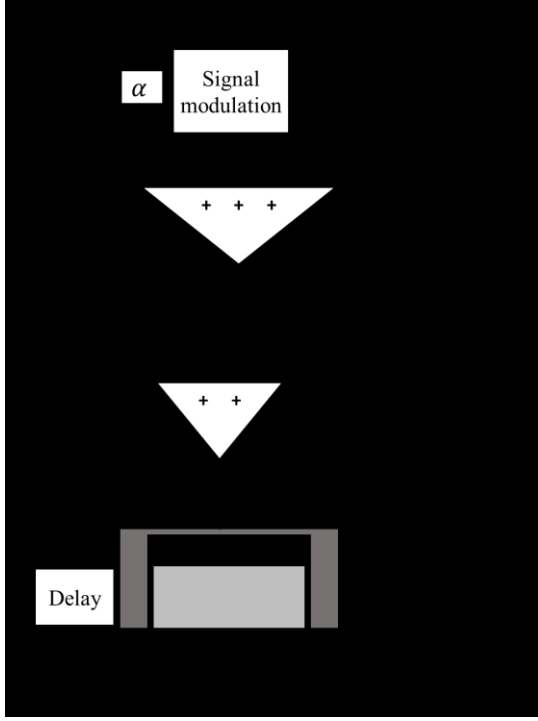 α
Signal
modulation
+ + +
+ +
Delay